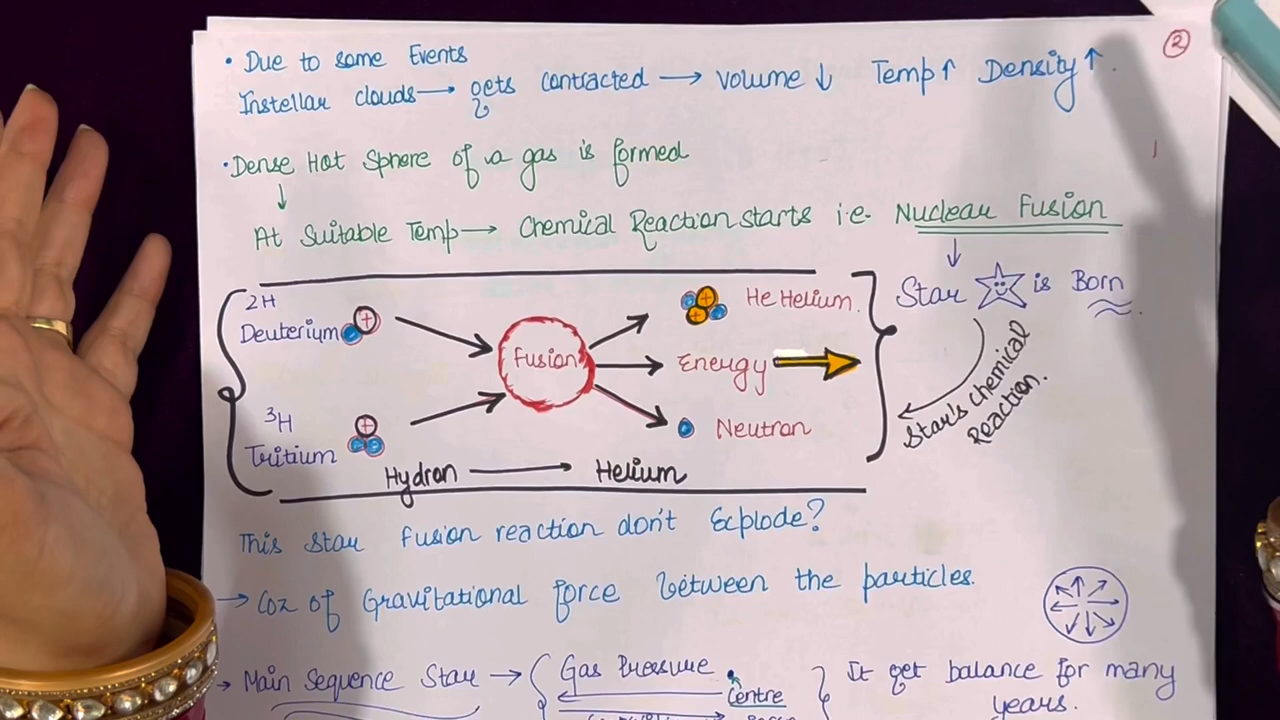 ②
• Due to some Events
Instellar clouds → gets contracted → volume ↓ Temp↑ Density↑.
• Dense Hot Sphere of a gas is formed
↓
At Suitable Temp → Chemical Reaction starts i.e. Nuclear Fusion
↓
Star is Born
2H
Deuterium
+
Fusion
He Helium.
Energy
3H
Tritium
+
Neutron
Hydron → Helium
Star's Chemical
Reaction.
This star fusion reaction don't Ecplode?
→ Coz of Gravitational force between the particles.
→ Main Sequence Star → { Gas Pressure
Centre
} It get balance for many
years.